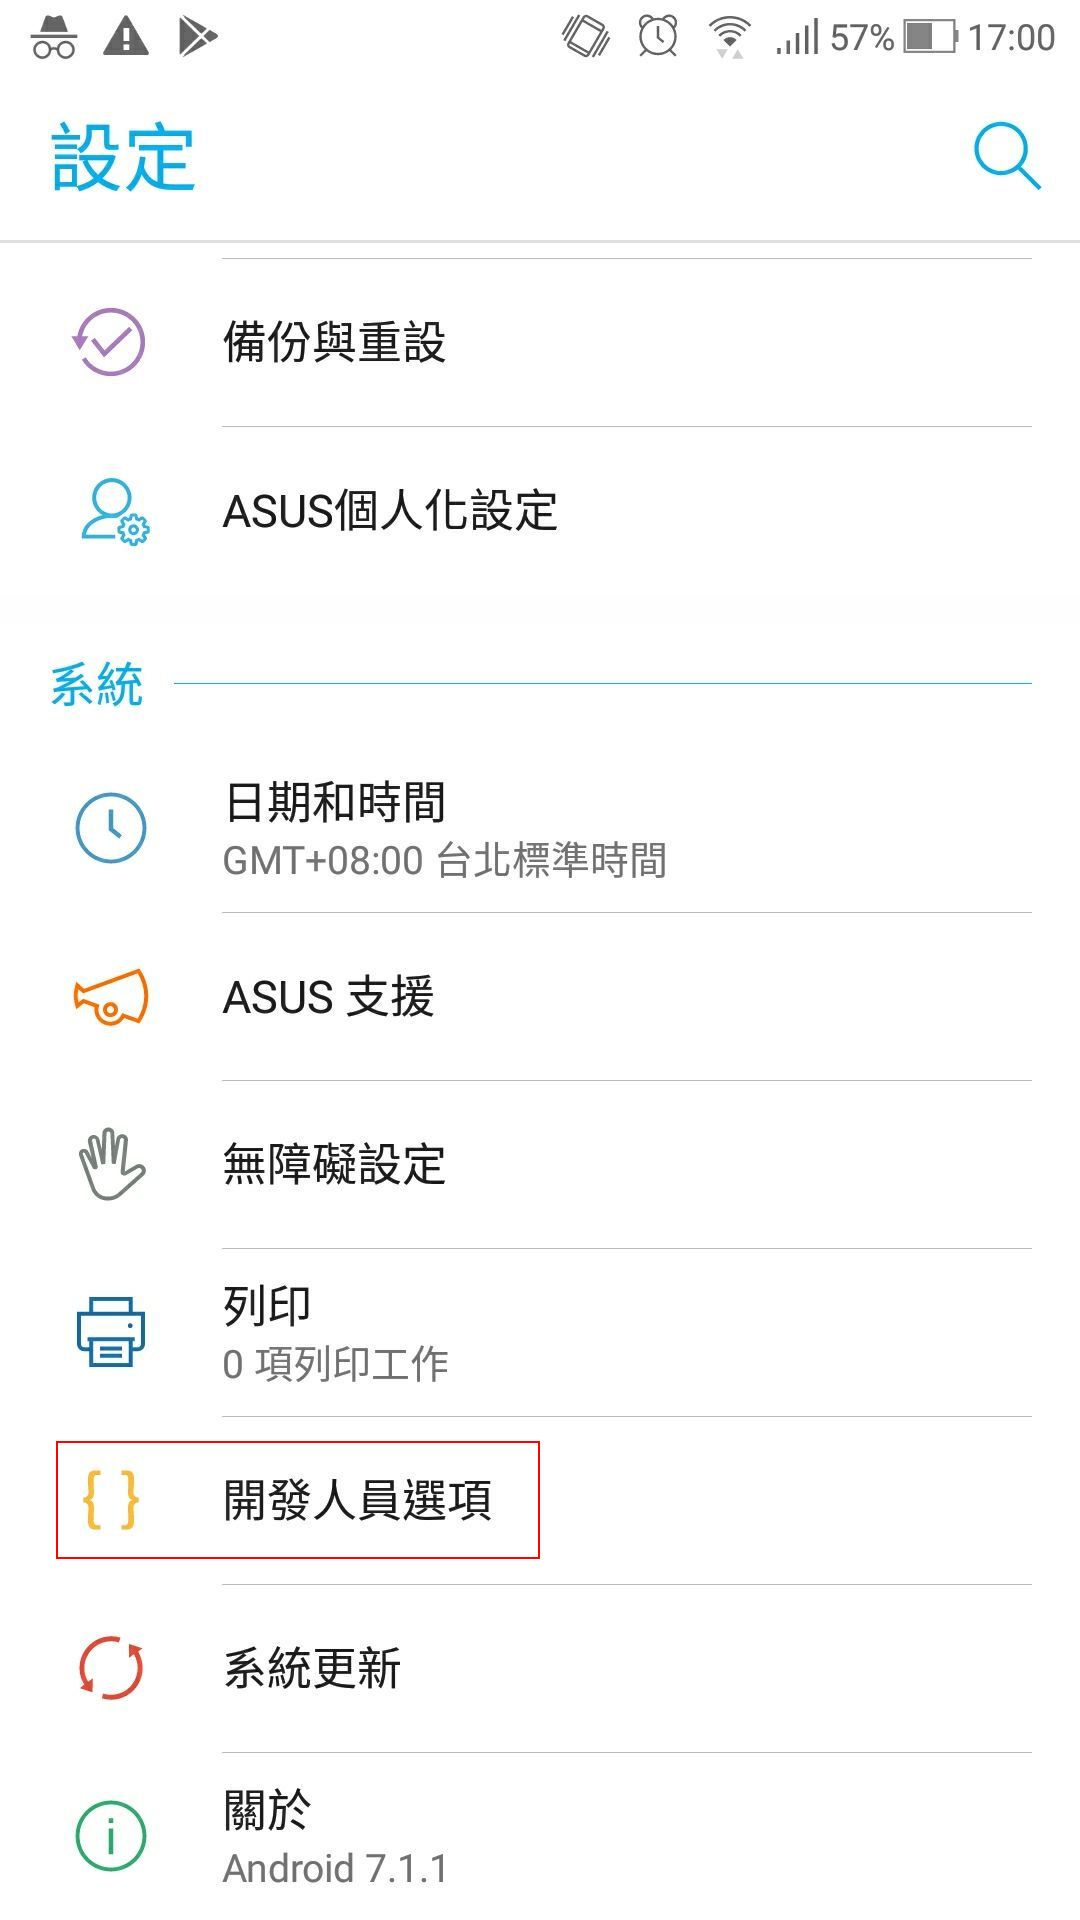 57% 17:00
設定
備份與重設
ASUS個人化設定
系統
日期和時間
GMT+08:00 台北標準時間
ASUS 支援
無障礙設定
列印
0 項列印工作
開發人員選項
系統更新
關於
Android 7.1.1